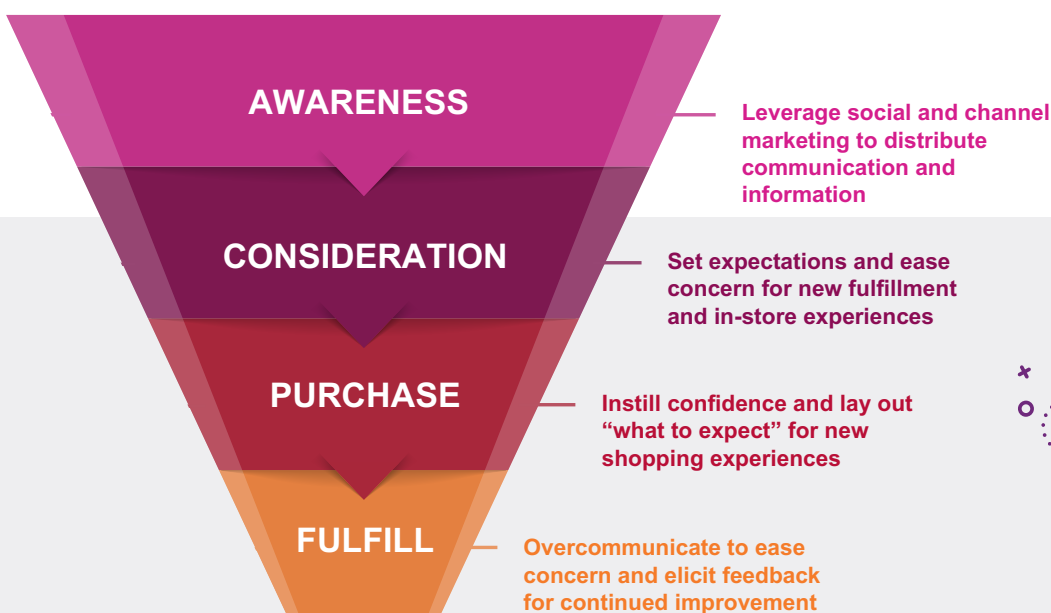 AWARENESS
Leverage social and channel
marketing to distribute
communication and
information
CONSIDERATION
Set expectations and ease
concern for new fulfillment
and in-store experiences
PURCHASE
Instill confidence and lay out
“what to expect” for new
shopping experiences
FULFILL
Overcommunicate to ease
concern and elicit feedback
for continued improvement